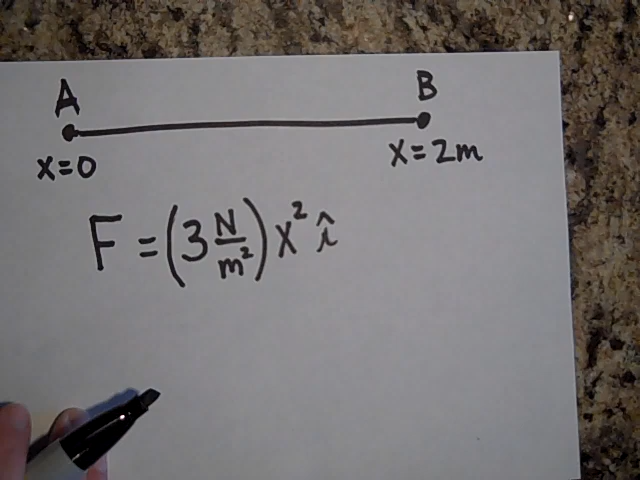 A B
x=0 x=2m
F = (3 N/m²) x² î